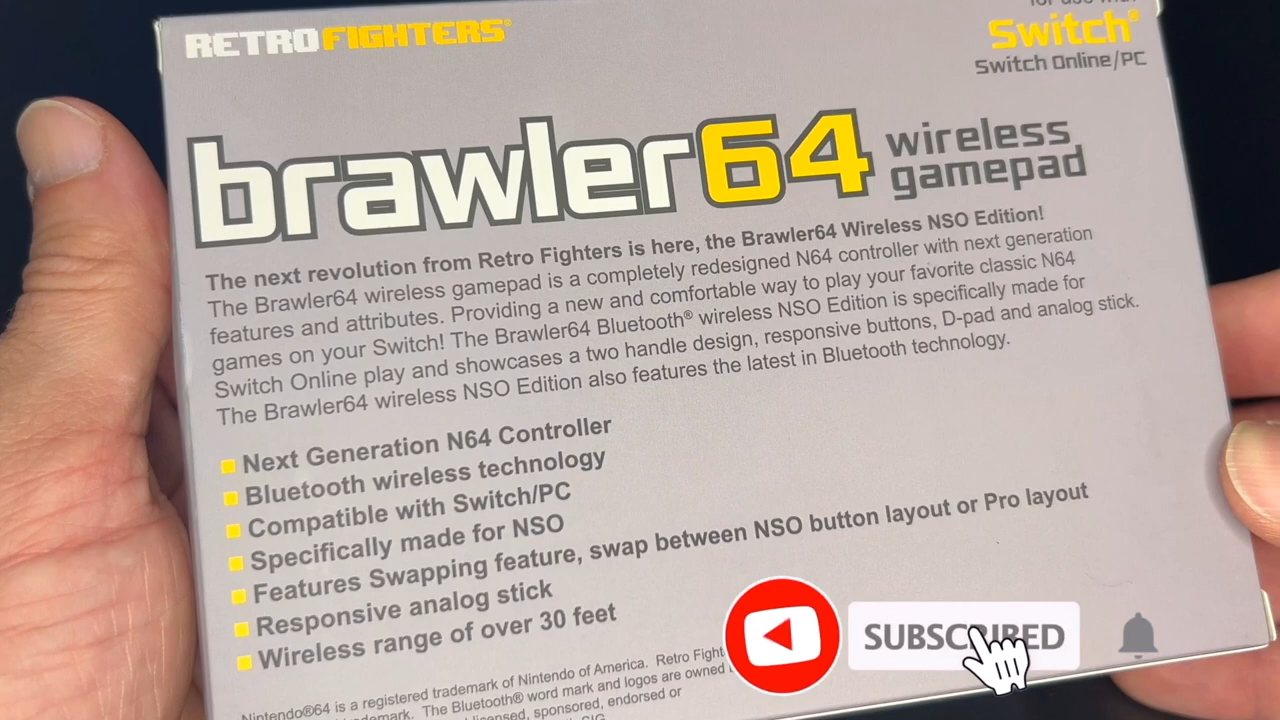 RETROFIGHTERS®
for use with
Switch®
Switch Online/PC
brawler64 wireless gamepad
The next revolution from Retro Fighters is here, the Brawler64 Wireless NSO Edition!
The Brawler64 wireless gamepad is a completely redesigned N64 controller with next generation
features and attributes. Providing a new and comfortable way to play your favorite classic N64
games on your Switch! The Brawler64 Bluetooth® wireless NSO Edition is specifically made for
Switch Online play and showcases a two handle design, responsive buttons, D-pad and analog stick.
The Brawler64 wireless NSO Edition also features the latest in Bluetooth technology.
Next Generation N64 Controller
Bluetooth wireless technology
Compatible with Switch/PC
Specifically made for NSO
Features Swapping feature, swap between NSO button layout or Pro layout
Responsive analog stick
Wireless range of over 30 feet
Nintendo®64 is a registered trademark of Nintendo of America. Retro Fight
The Bluetooth® word mark and logos are owned
sponsored, endorsed or
SUBSCRIBED